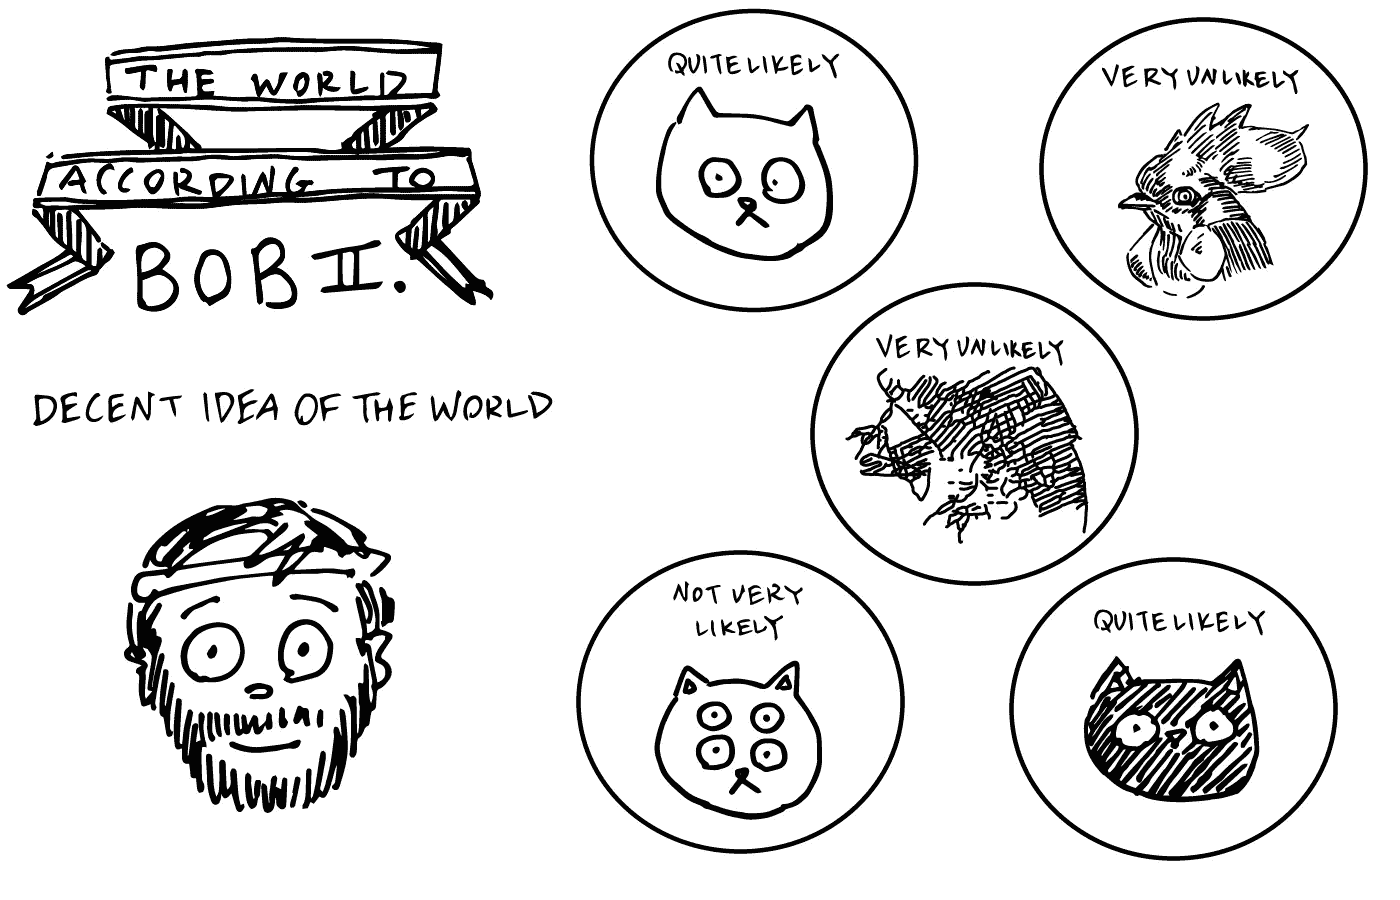 THE WORLD
ACCORDING TO
BOB II.
DECENT IDEA OF THE WORLD
QUITE LIKELY
VERY UNLIKELY
VERY UNLIKELY
NOT VERY
LIKELY
QUITE LIKELY